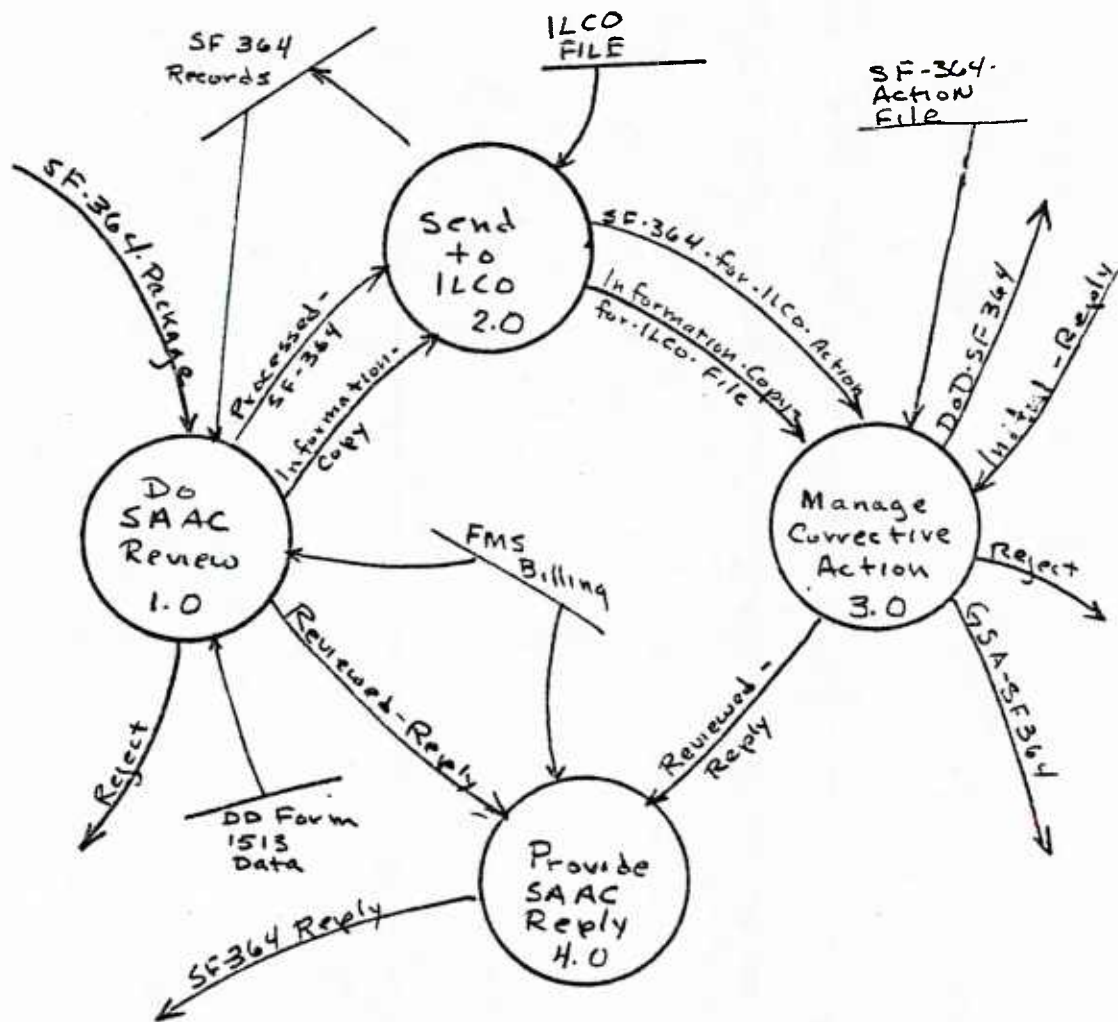 SF 364
Records
ILCO
FILE
SF-364-
Action
File
SF-364-Package
Send
to
ILCO
2.0
SF-364-for-ILCO-Action
Information-Copy
for-ILCO-File
Processed-
SF-364
Information-
Copy
DoD-SF364
Initial-Reply
Do
SAAC
Review
1.0
FMS
Billing
Manage
Currective
Action
3.0
Reject
GSA-SF364
Reviewed-Reply
Reviewed-
Reply
Reject
DD Form
1513
Data
Provide
SAAC
Reply
4.0
SF364 Reply